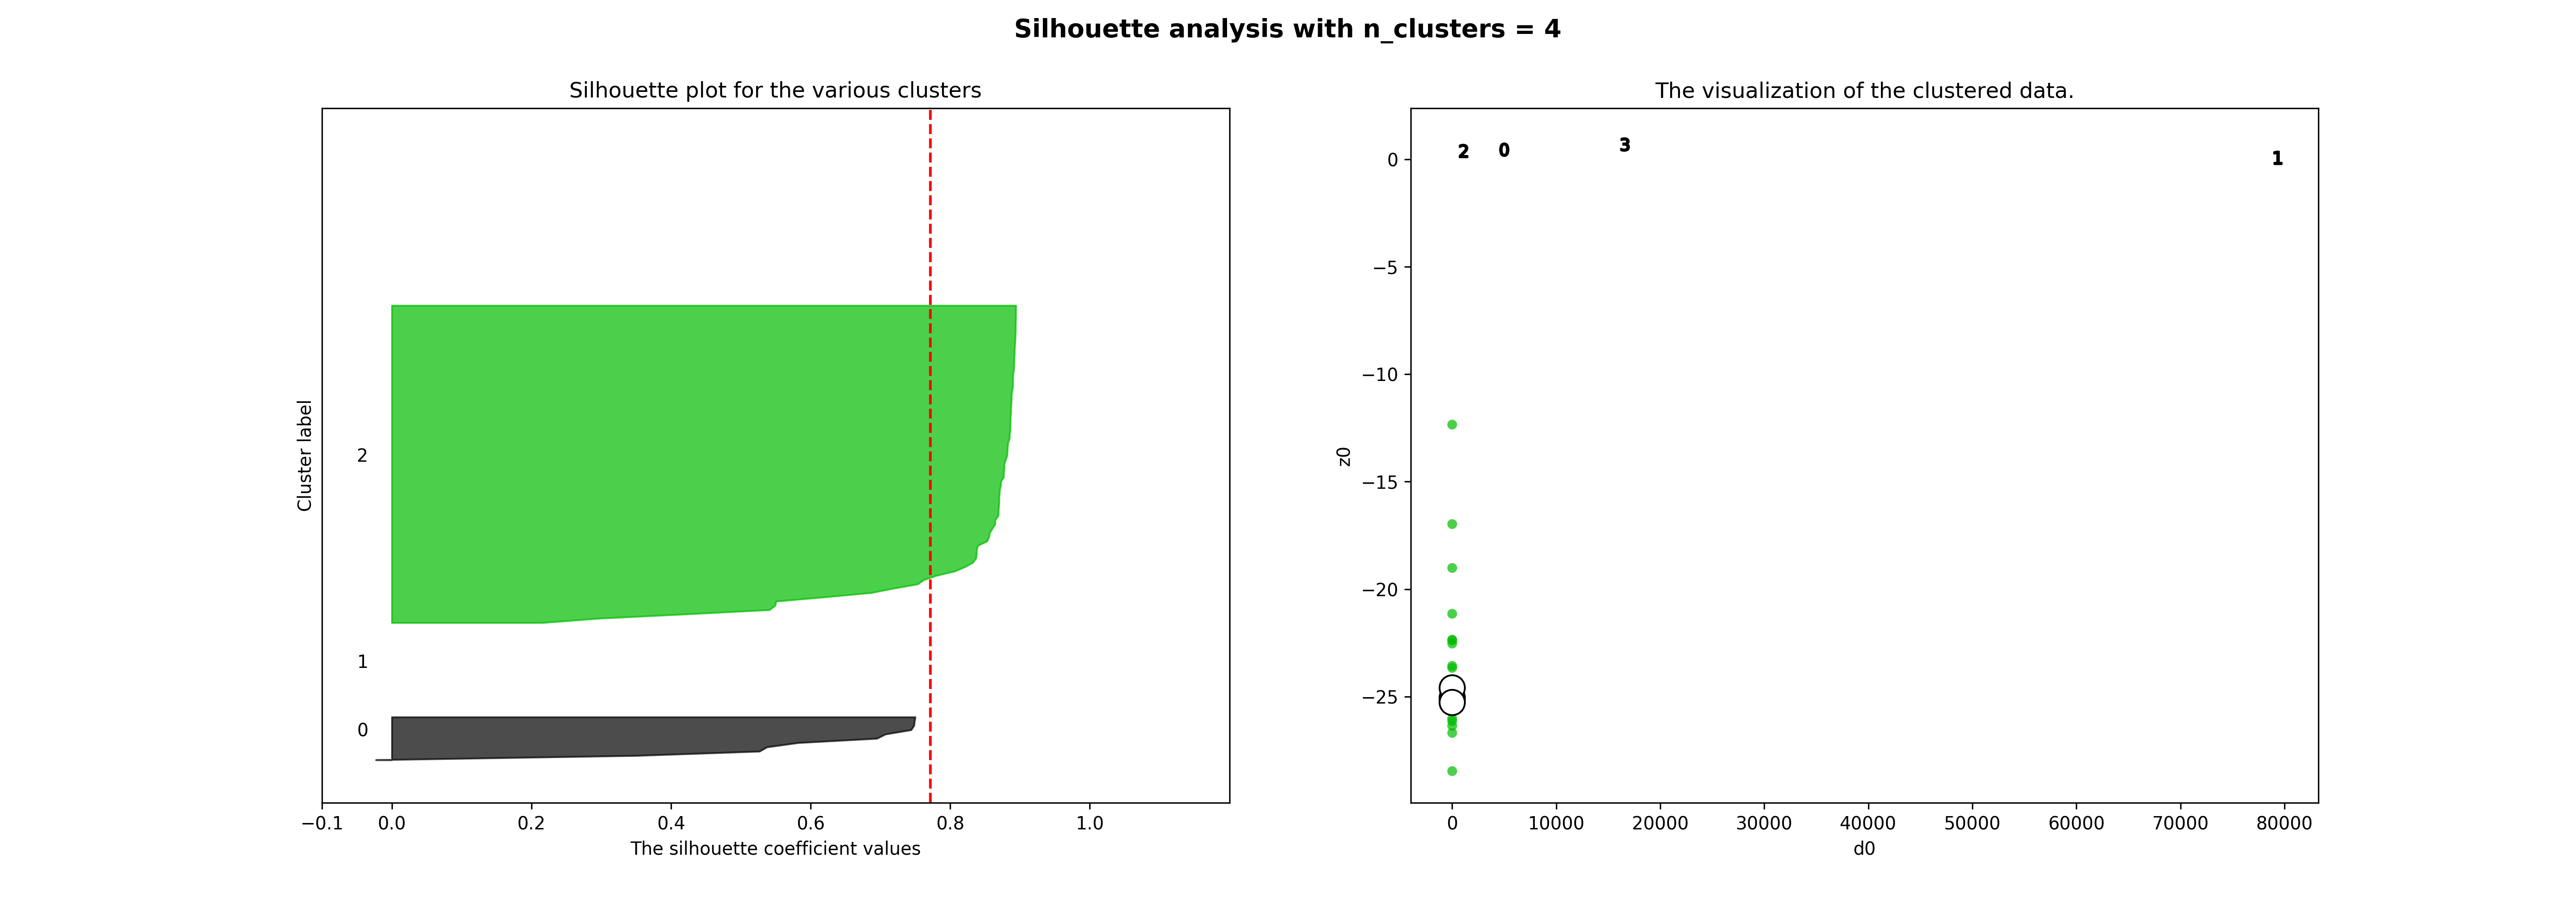 Silhouette analysis with n_clusters = 4
Silhouette plot for the various clusters
Cluster label
2
1
0
−0.1 0.0 0.2 0.4 0.6 0.8 1.0
The silhouette coefficient values
The visualization of the clustered data.
z0
0
−5
−10
−15
−20
−25
2 0 3 1
0 10000 20000 30000 40000 50000 60000 70000 80000
d0